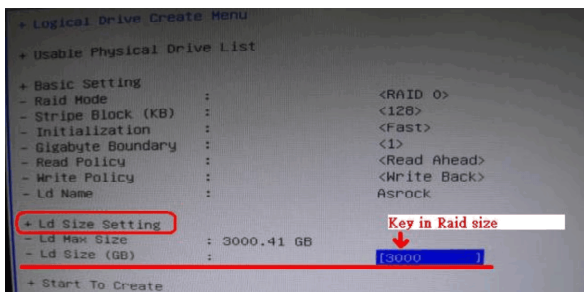 + Logical Drive Create Menu
+ Usable Physical Drive List
+ Basic Setting
- Raid Mode : <RAID 0>
- Stripe Block (KB) : <128>
- Initialization : <Fast>
- Gigabyte Boundary : <1>
- Read Policy : <Read Ahead>
- Write Policy : <Write Back>
- Ld Name : Asrock
+ Ld Size Setting
Key in Raid size
- Ld Max Size : 3000.41 GB
- Ld Size (GB) : [3000 ]
+ Start To Create